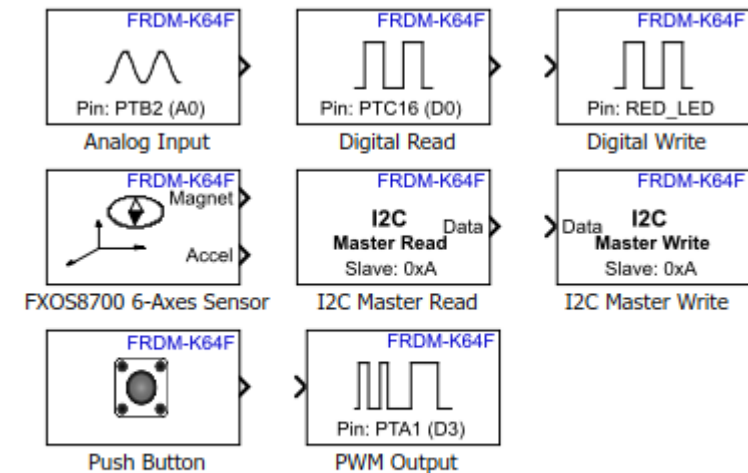 FRDM-K64F
Pin: PTB2 (A0)
Analog Input
FRDM-K64F
Pin: PTC16 (D0)
Digital Read
FRDM-K64F
Pin: RED_LED
Digital Write
FRDM-K64F
Magnet
Accel
FXOS8700 6-Axes Sensor
FRDM-K64F
I2C
Master Read
Data
Slave: 0xA
I2C Master Read
FRDM-K64F
Data
I2C
Master Write
Slave: 0xA
I2C Master Write
FRDM-K64F
Push Button
FRDM-K64F
Pin: PTA1 (D3)
PWM Output